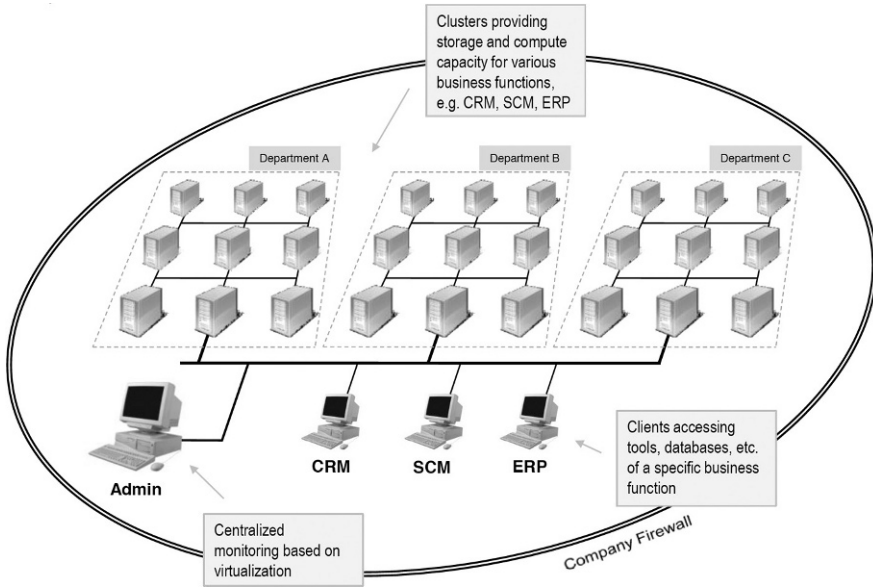 Clusters providing
storage and compute
capacity for various
business functions,
e.g. CRM, SCM, ERP
Department A
Department B
Department C
CRM
SCM
ERP
Admin
Clients accessing
tools, databases, etc.
of a specific business
function
Centralized
monitoring based on
virtualization
Company Firewall